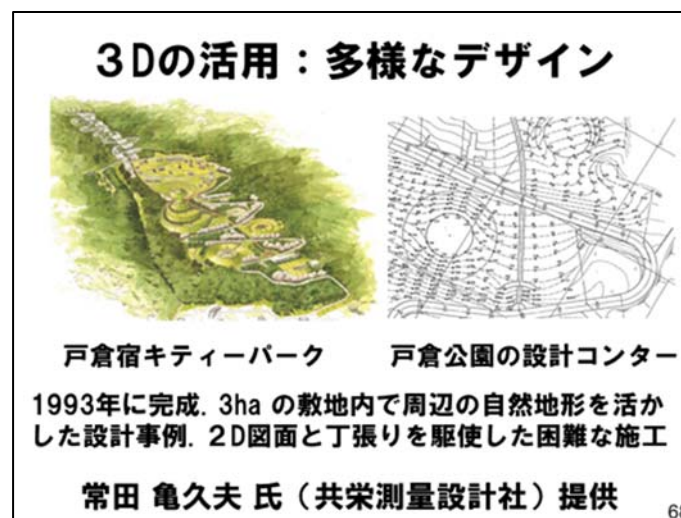 ３Dの活用：多様なデザイン
戸倉宿キティーパーク
戸倉公園の設計コンター
1993年に完成．3ha の敷地内で周辺の自然地形を活か
した設計事例．２D図面と丁張りを駆使した困難な施工
常田 亀久夫 氏（共栄測量設計社）提供
68